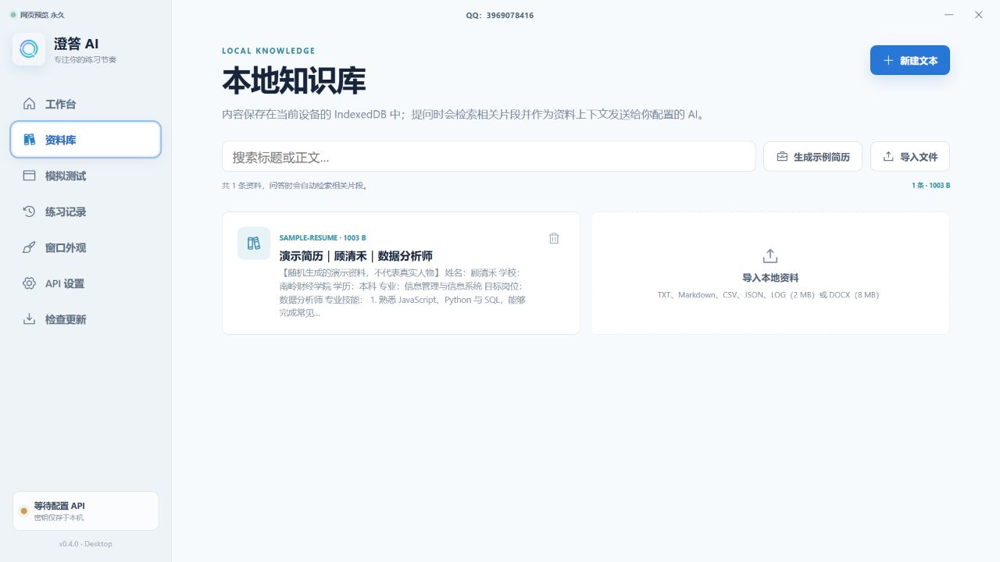 网页预览 永久
QQ：3969078416
澄答 AI
专注你的练习节奏
工作台
资料库
模拟测试
练习记录
窗口外观
API 设置
检查更新
等待配置 API
密钥仅存于本机
v0.4.0 · Desktop
LOCAL KNOWLEDGE
本地知识库
内容保存在当前设备的 IndexedDB 中；提问时会检索相关片段并作为资料上下文发送给你配置的 AI。
新建文本
搜索标题或正文...
生成示例简历
导入文件
共 1 条资料，问答时会自动检索相关片段。
1 条 · 1003 B
SAMPLE-RESUME · 1003 B
演示简历｜顾清禾｜数据分析师
【随机生成的演示资料，不代表真实人物】 姓名：顾清禾 学校：
南岭财经学院 学历：本科 专业：信息管理与信息系统 目标岗位：
数据分析师 专业技能： 1. 熟悉 JavaScript、Python 与 SQL，能够
完成常见...
导入本地资料
TXT、Markdown、CSV、JSON、LOG（2 MB）或 DOCX（8 MB）